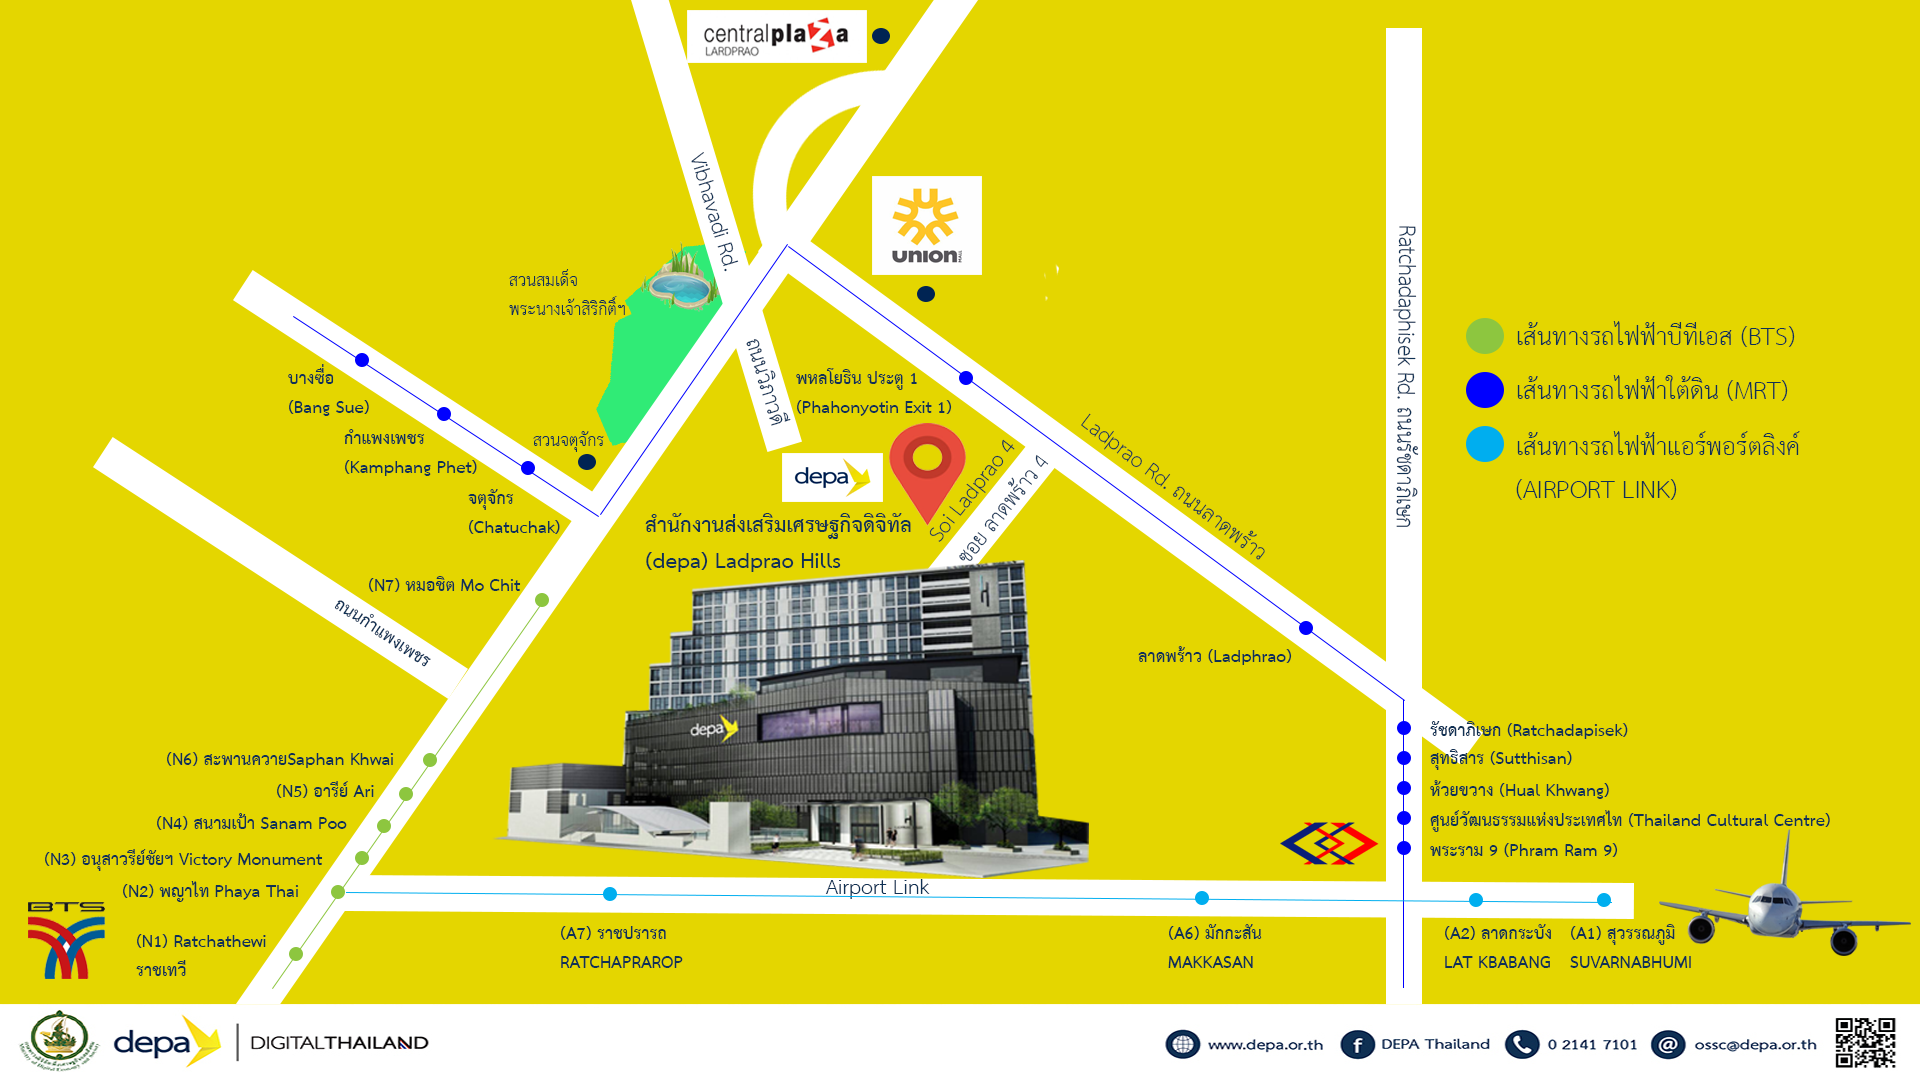 centralplaza
LARDPRAO
Vibhavadi Rd.
UNION
HALL
Ratchadaphisek Rd. ถนนรัชดาภิเษก
สวนสมเด็จ
พระนางเจ้าสิริกิติ์ฯ
เส้นทางรถไฟฟ้าบีทีเอส (BTS)
เส้นทางรถไฟฟ้าใต้ดิน (MRT)
เส้นทางรถไฟฟ้าแอร์พอร์ตลิงค์
(AIRPORT LINK)
ถนนวิภาวดี
บางซื่อ
(Bang Sue)
พหลโยธิน ประตู 1
(Phahonyotin Exit 1)
กำแพงเพชร
(Kamphang Phet)
สวนจตุจักร
จตุจักร
(Chatuchak)
Ladprao Rd. ถนนลาดพร้าว
depa
Soi Ladprao 4
ซอย ลาดพร้าว 4
สำนักงานส่งเสริมเศรษฐกิจดิจิทัล
(depa) Ladprao Hills
(N7) หมอชิต Mo Chit
ถนนกำแพงเพชร
ลาดพร้าว (Ladphrao)
depa
(N6) สะพานควายSaphan Khwai
(N5) อารีย์ Ari
(N4) สนามเป้า Sanam Poo
(N3) อนุสาวรีย์ชัยฯ Victory Monument
(N2) พญาไท Phaya Thai
(N1) Ratchathewi
ราชเทวี
BTS
รัชดาภิเษก (Ratchadapisek)
สุทธิสาร (Sutthisan)
ห้วยขวาง (Hual Khwang)
ศูนย์วัฒนธรรมแห่งประเทศไท (Thailand Cultural Centre)
พระราม 9 (Phram Ram 9)
Airport Link
(A7) ราชปรารถ
RATCHAPRAROP
(A6) มักกะสัน
MAKKASAN
(A2) ลาดกระบัง
LAT KBABANG
(A1) สุวรรณภูมิ
SUVARNABHUMI
depa
DIGITALTHAILAND
www.depa.or.th
DEPA Thailand
0 2141 7101
ossc@depa.or.th